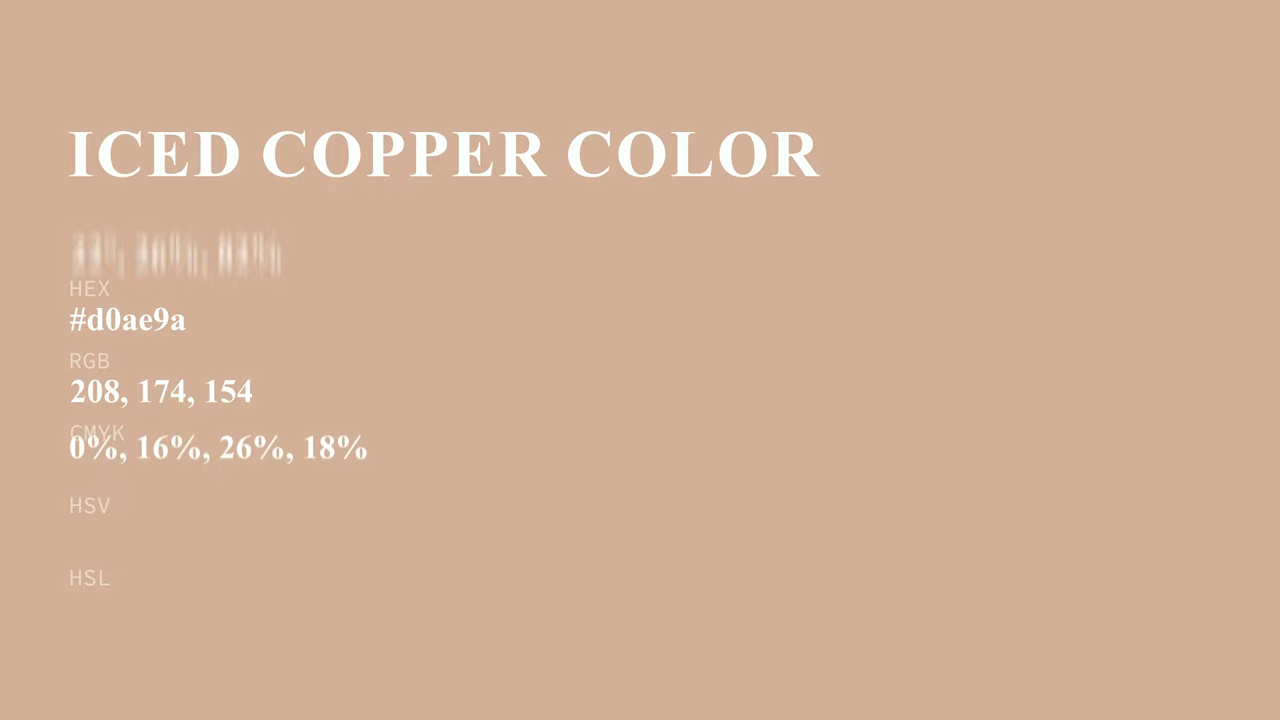 ICED COPPER COLOR
HEX
#d0ae9a
RGB
208, 174, 154
CMYK
0%, 16%, 26%, 18%
HSV
HSL